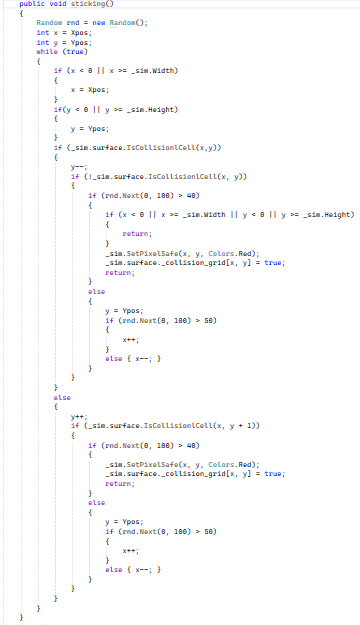 public void sticking()
{
Random rnd = new Random();
int x = Xpos;
int y = Ypos;
while (true)
{
if (x < 0 || x >= _sim.Width)
{
x = Xpos;
}
if(y < 0 || y >= _sim.Height)
{
y = Ypos;
}
if (_sim.surface.IsCollisionlCell(x,y))
{
y--;
if (!_sim.surface.IsCollisionlCell(x, y))
{
if (rnd.Next(0, 100) > 40)
{
if (x < 0 || x >= _sim.Width || y < 0 || y >= _sim.Height)
{
return;
}
_sim.SetPixelSafe(x, y, Colors.Red);
_sim.surface._collision_grid[x, y] = true;
return;
}
else
{
y = Ypos;
if (rnd.Next(0, 100) > 50)
{
x++;
}
else { x--; }
}
}
}
else
{
y++;
if (_sim.surface.IsCollisionlCell(x, y + 1))
{
if (rnd.Next(0, 100) > 40)
{
_sim.SetPixelSafe(x, y, Colors.Red);
_sim.surface._collision_grid[x, y] = true;
return;
}
else
{
y = Ypos;
if (rnd.Next(0, 100) > 50)
{
x++;
}
else { x--; }
}
}
}
}
}